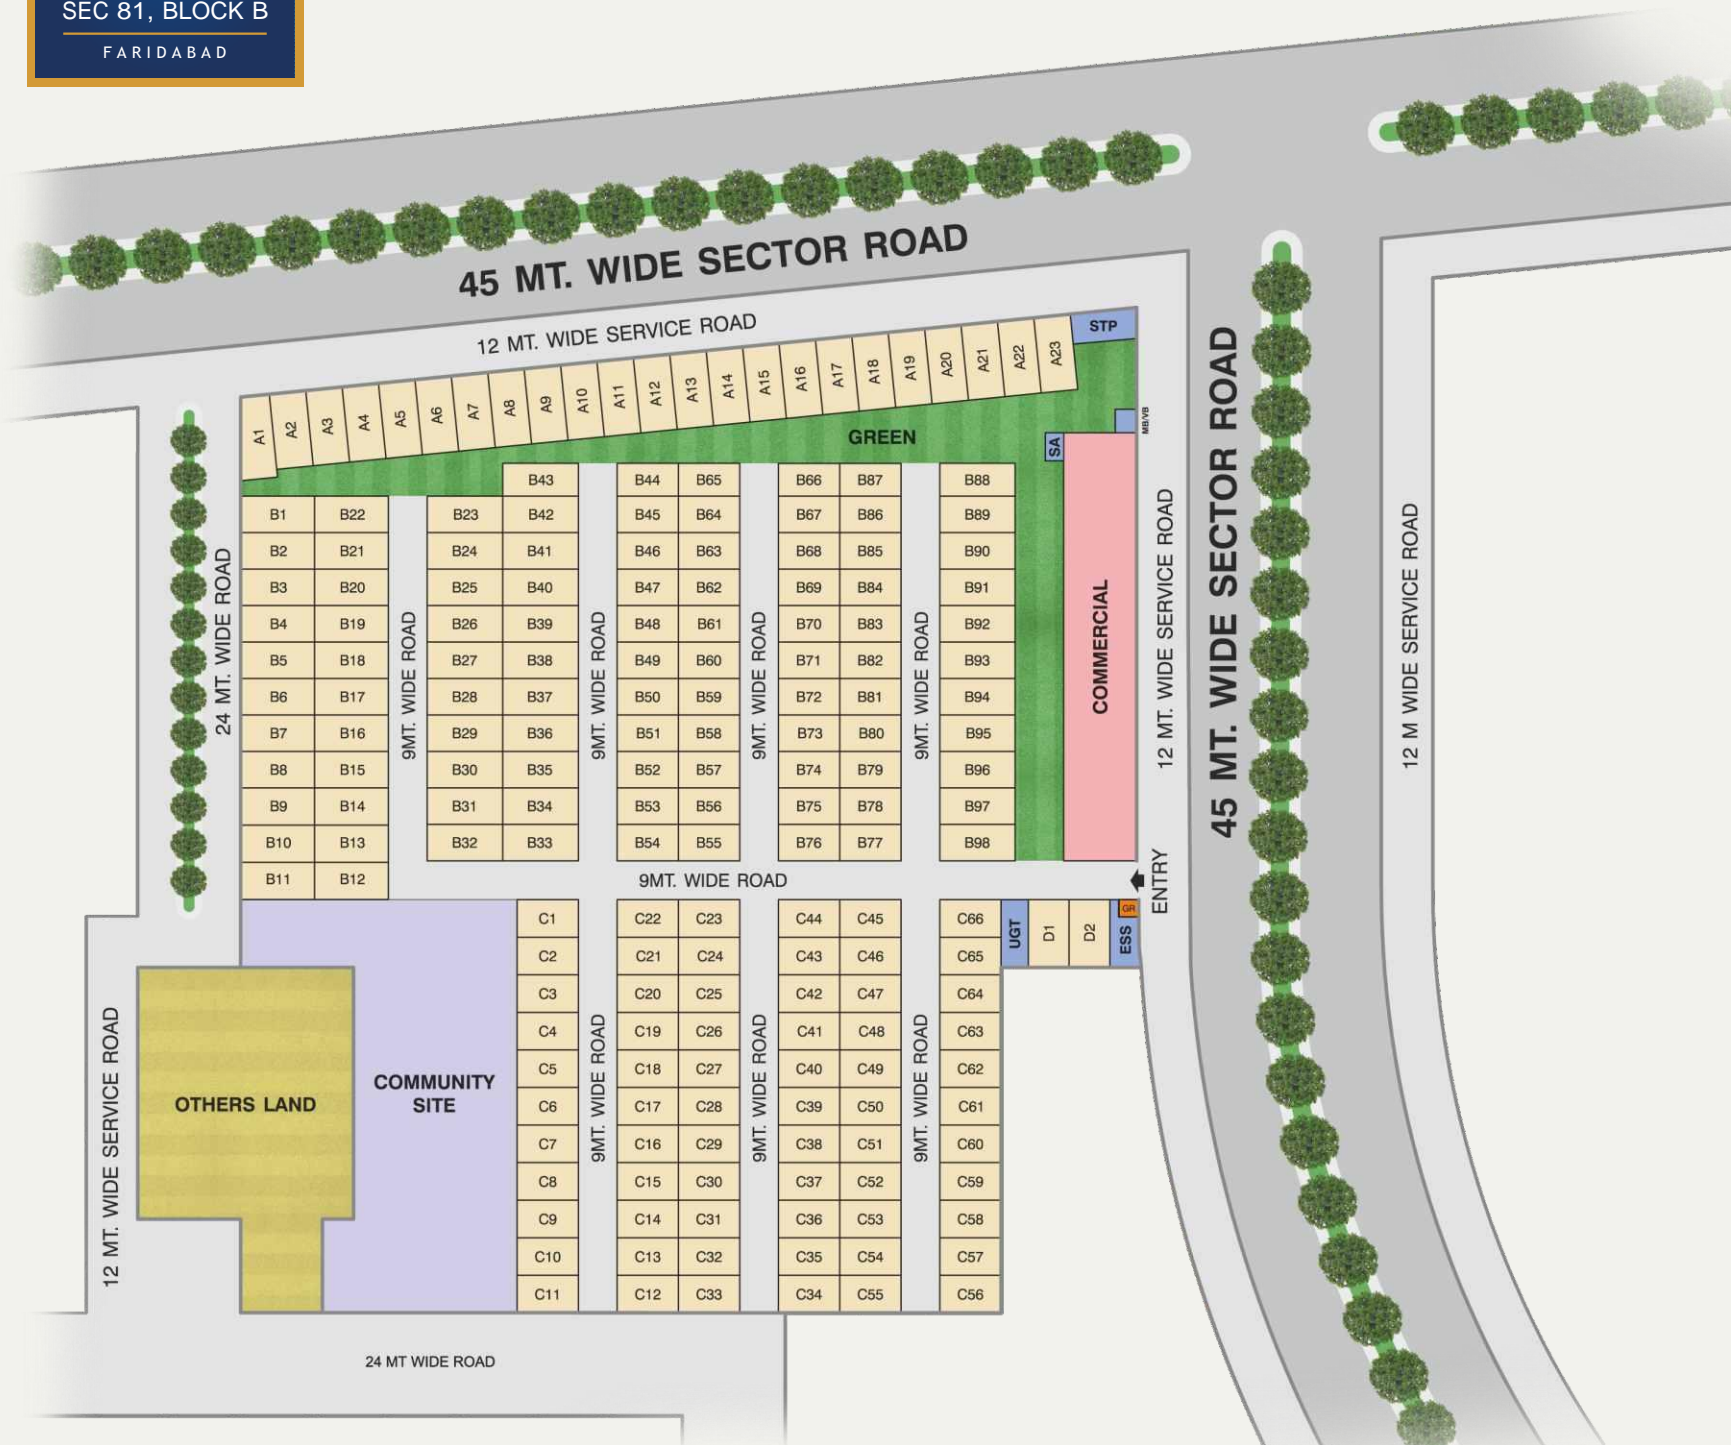 SEC 81, BLOCK B
FARIDABAD
45 MT. WIDE SECTOR ROAD
12 MT. WIDE SERVICE ROAD
STP
A1 A2 A3 A4 A5 A6 A7 A8 A9 A10 A11 A12 A13 A14 A15 A16 A17 A18 A19 A20 A21 A22 A23
GREEN
MB/VB
SA
B43 B44 B65 B66 B87 B88
B1 B22 B23 B42 B45 B64 B67 B86 B89
B2 B21 B24 B41 B46 B63 B68 B85 B90
B3 B20 B25 B40 B47 B62 B69 B84 B91
B4 B19 B26 B39 B48 B61 B70 B83 B92
B5 B18 B27 B38 B49 B60 B71 B82 B93
B6 B17 B28 B37 B50 B59 B72 B81 B94
B7 B16 B29 B36 B51 B58 B73 B80 B95
B8 B15 B30 B35 B52 B57 B74 B79 B96
B9 B14 B31 B34 B53 B56 B75 B78 B97
B10 B13 B32 B33 B54 B55 B76 B77 B98
B11 B12
24 MT. WIDE ROAD
9MT. WIDE ROAD
9MT. WIDE ROAD
9MT. WIDE ROAD
9MT. WIDE ROAD
COMMERCIAL
12 MT. WIDE SERVICE ROAD
45 MT. WIDE SECTOR ROAD
12 M WIDE SERVICE ROAD
9MT. WIDE ROAD
ENTRY
C1 C22 C23 C44 C45 C66
UGT
D1
D2
GR
ESS
C2 C21 C24 C43 C46 C65
C3 C20 C25 C42 C47 C64
C4 C19 C26 C41 C48 C63
C5 C18 C27 C40 C49 C62
C6 C17 C28 C39 C50 C61
C7 C16 C29 C38 C51 C60
C8 C15 C30 C37 C52 C59
C9 C14 C31 C36 C53 C58
C10 C13 C32 C35 C54 C57
C11 C12 C33 C34 C55 C56
12 MT. WIDE SERVICE ROAD
OTHERS LAND
COMMUNITY
SITE
9MT. WIDE ROAD
9MT. WIDE ROAD
9MT. WIDE ROAD
24 MT WIDE ROAD